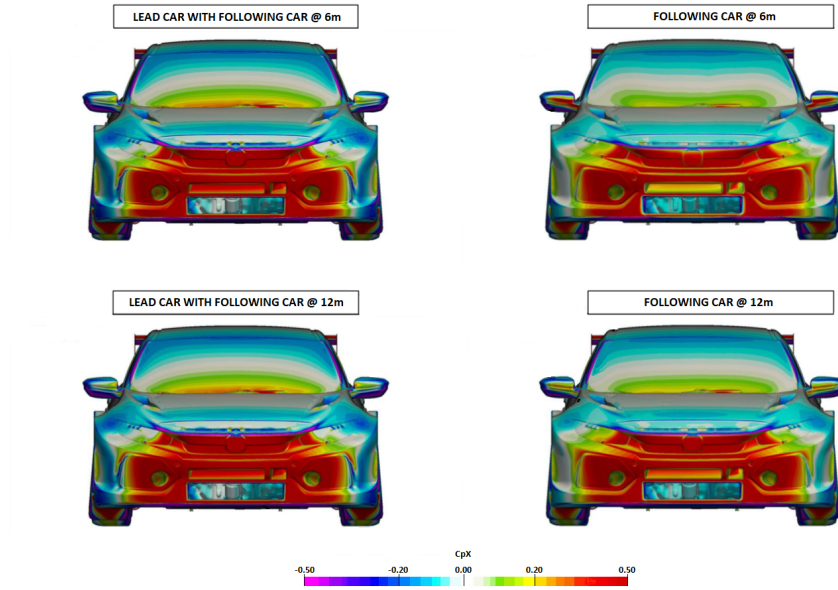 LEAD CAR WITH FOLLOWING CAR @ 6m
FOLLOWING CAR @ 6m
LEAD CAR WITH FOLLOWING CAR @ 12m
FOLLOWING CAR @ 12m
CpX
-0.50 -0.20 0.00 0.20 0.50